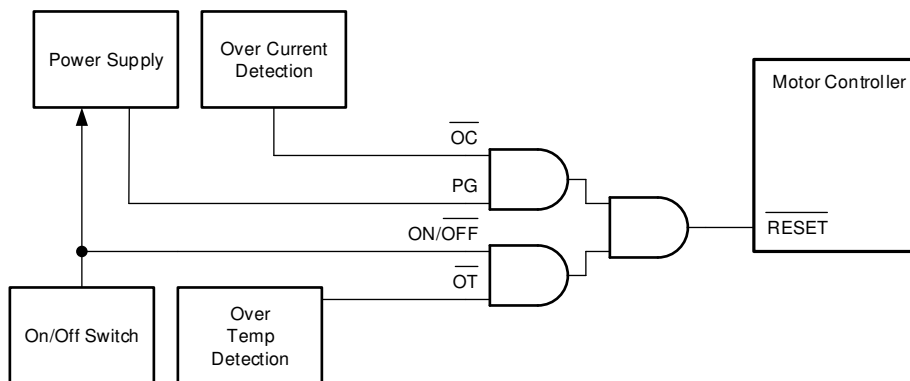 Power Supply
Over Current
Detection
Motor Controller
OC
PG
ON/OFF
RESET
OT
On/Off Switch
Over
Temp
Detection